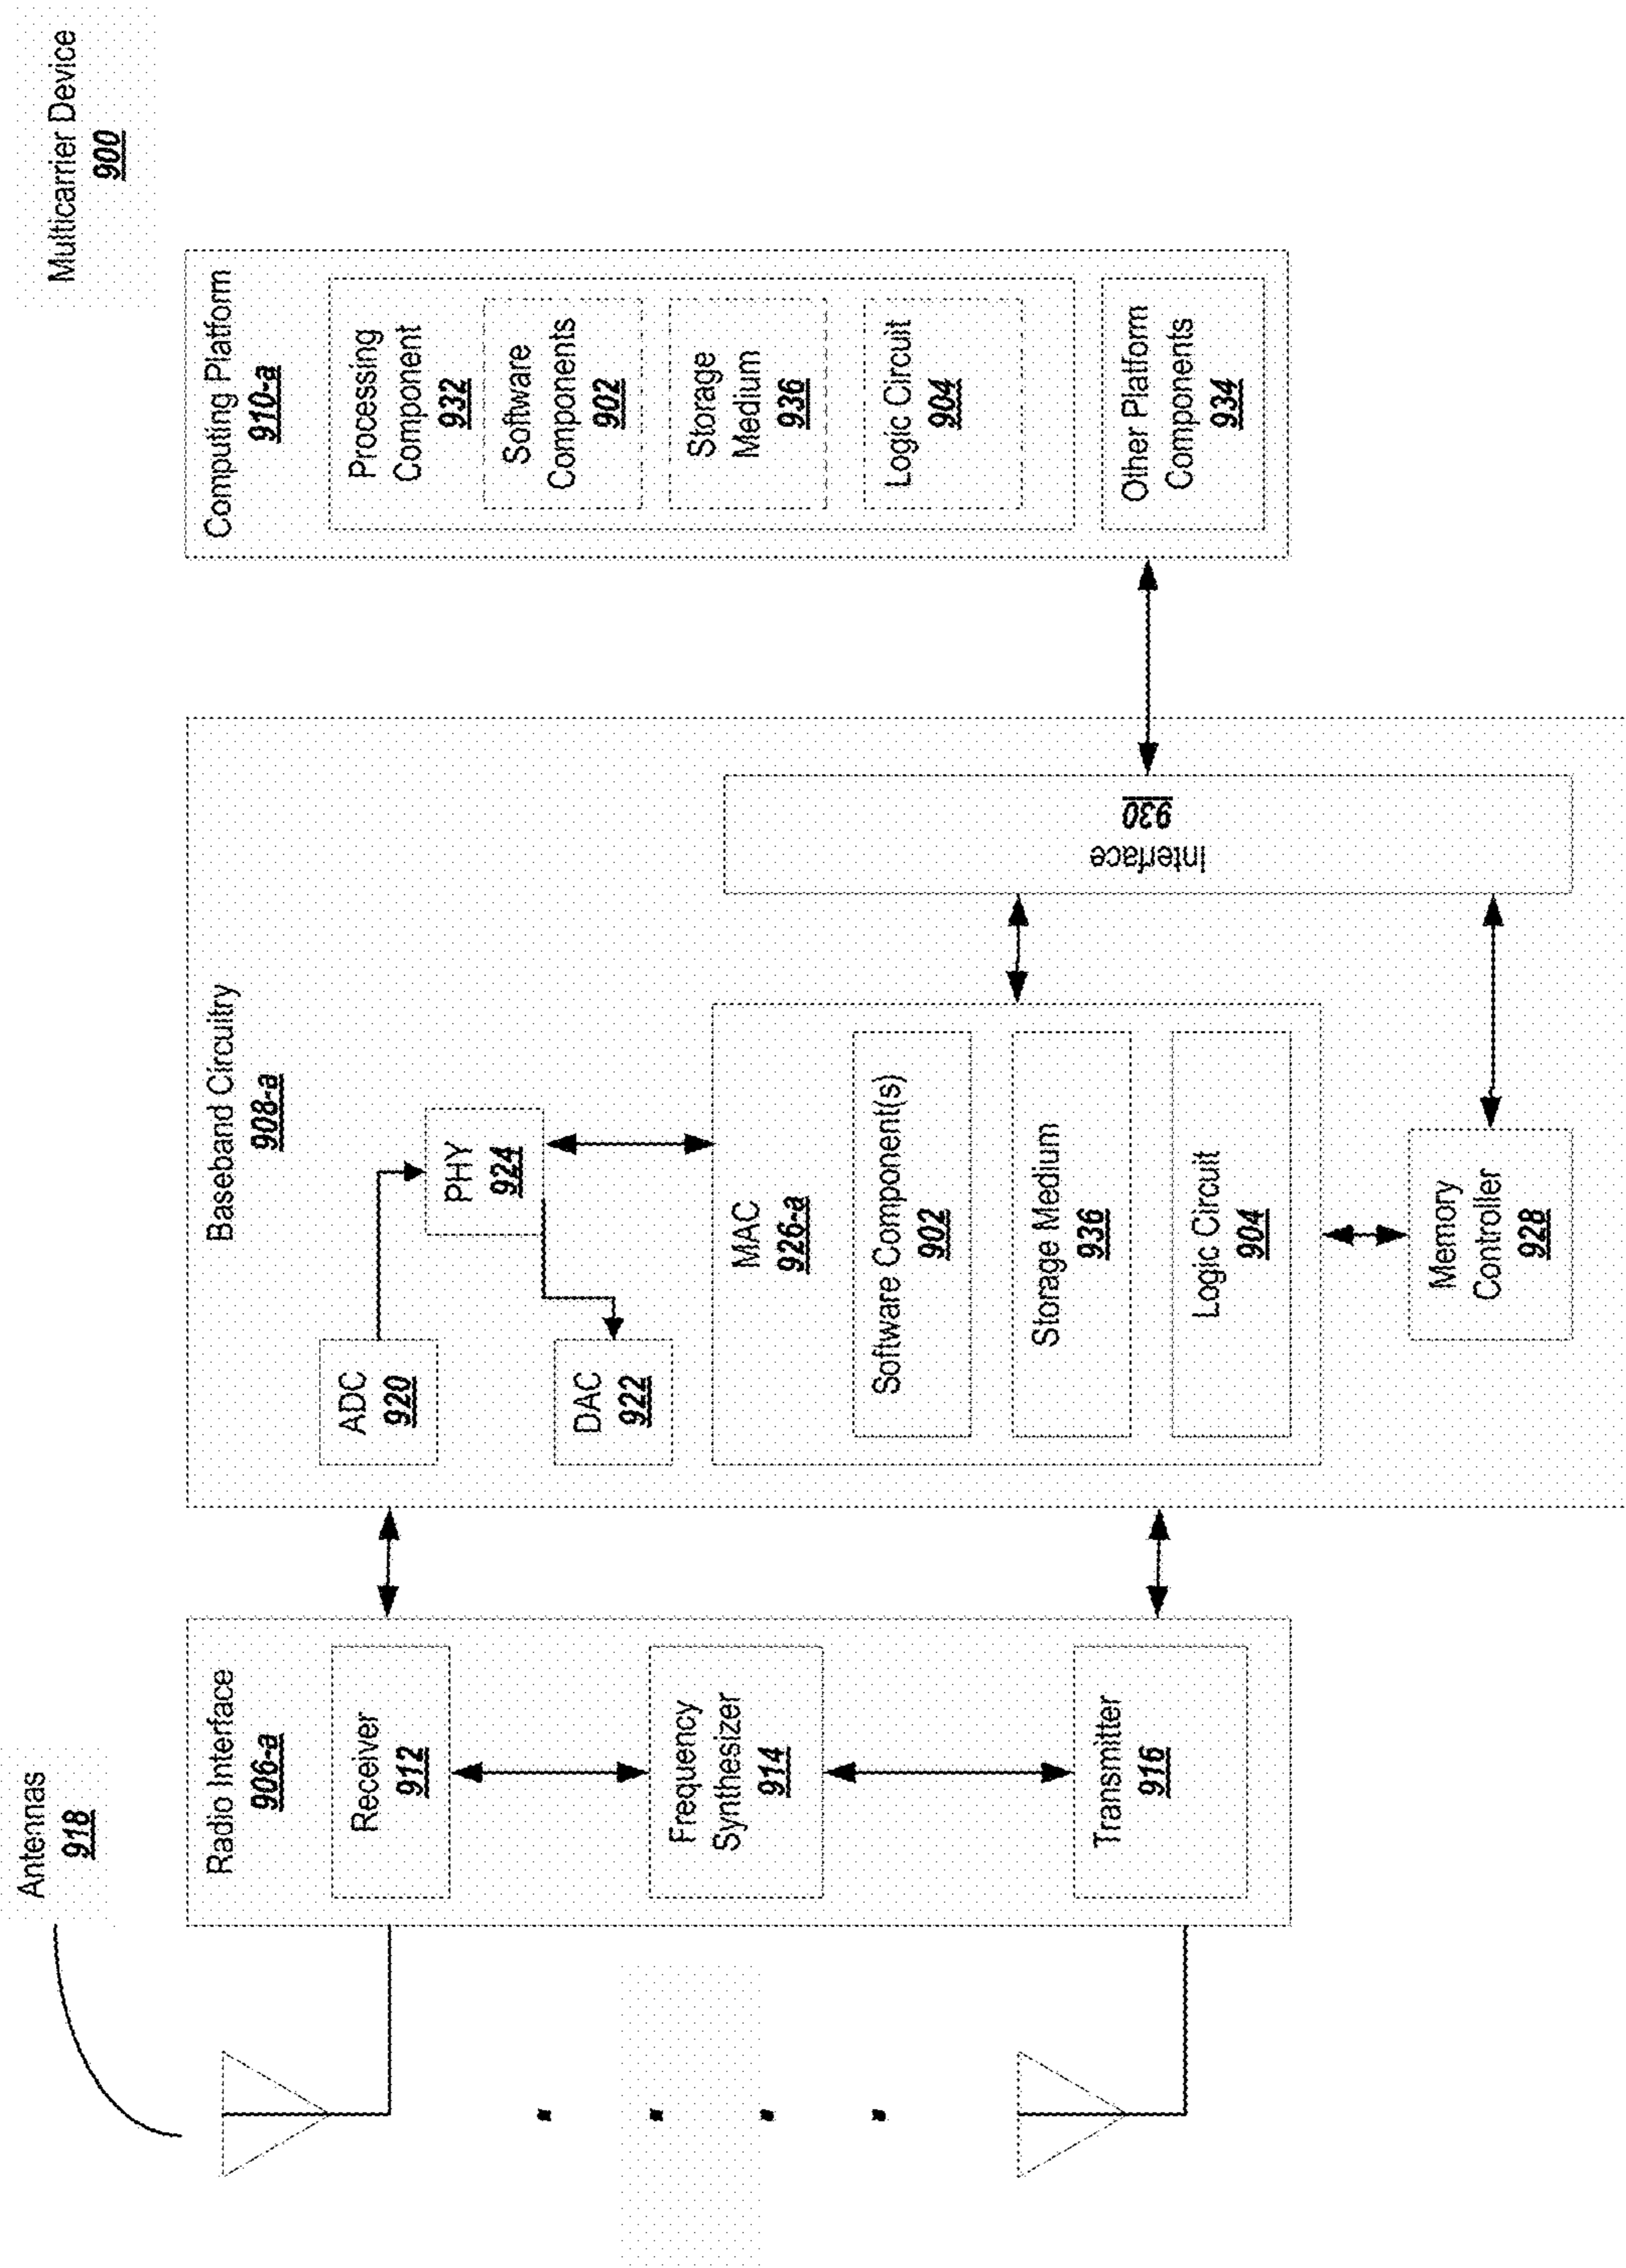 Multicarrier Device
900
Antennas
918
Radio Interface
906-a
Receiver
912
Frequency
Synthesizer
914
Transmitter
916
Baseband Circuitry
908-a
ADC
920
PHY
924
DAC
922
MAC
926-a
Software Component(s)
902
Storage Medium
936
Logic Circuit
904
Memory
Controller
928
Interface
930
Computing Platform
910-a
Processing
Component
932
Software
Components
902
Storage
Medium
936
Logic Circuit
904
Other Platform
Components
934